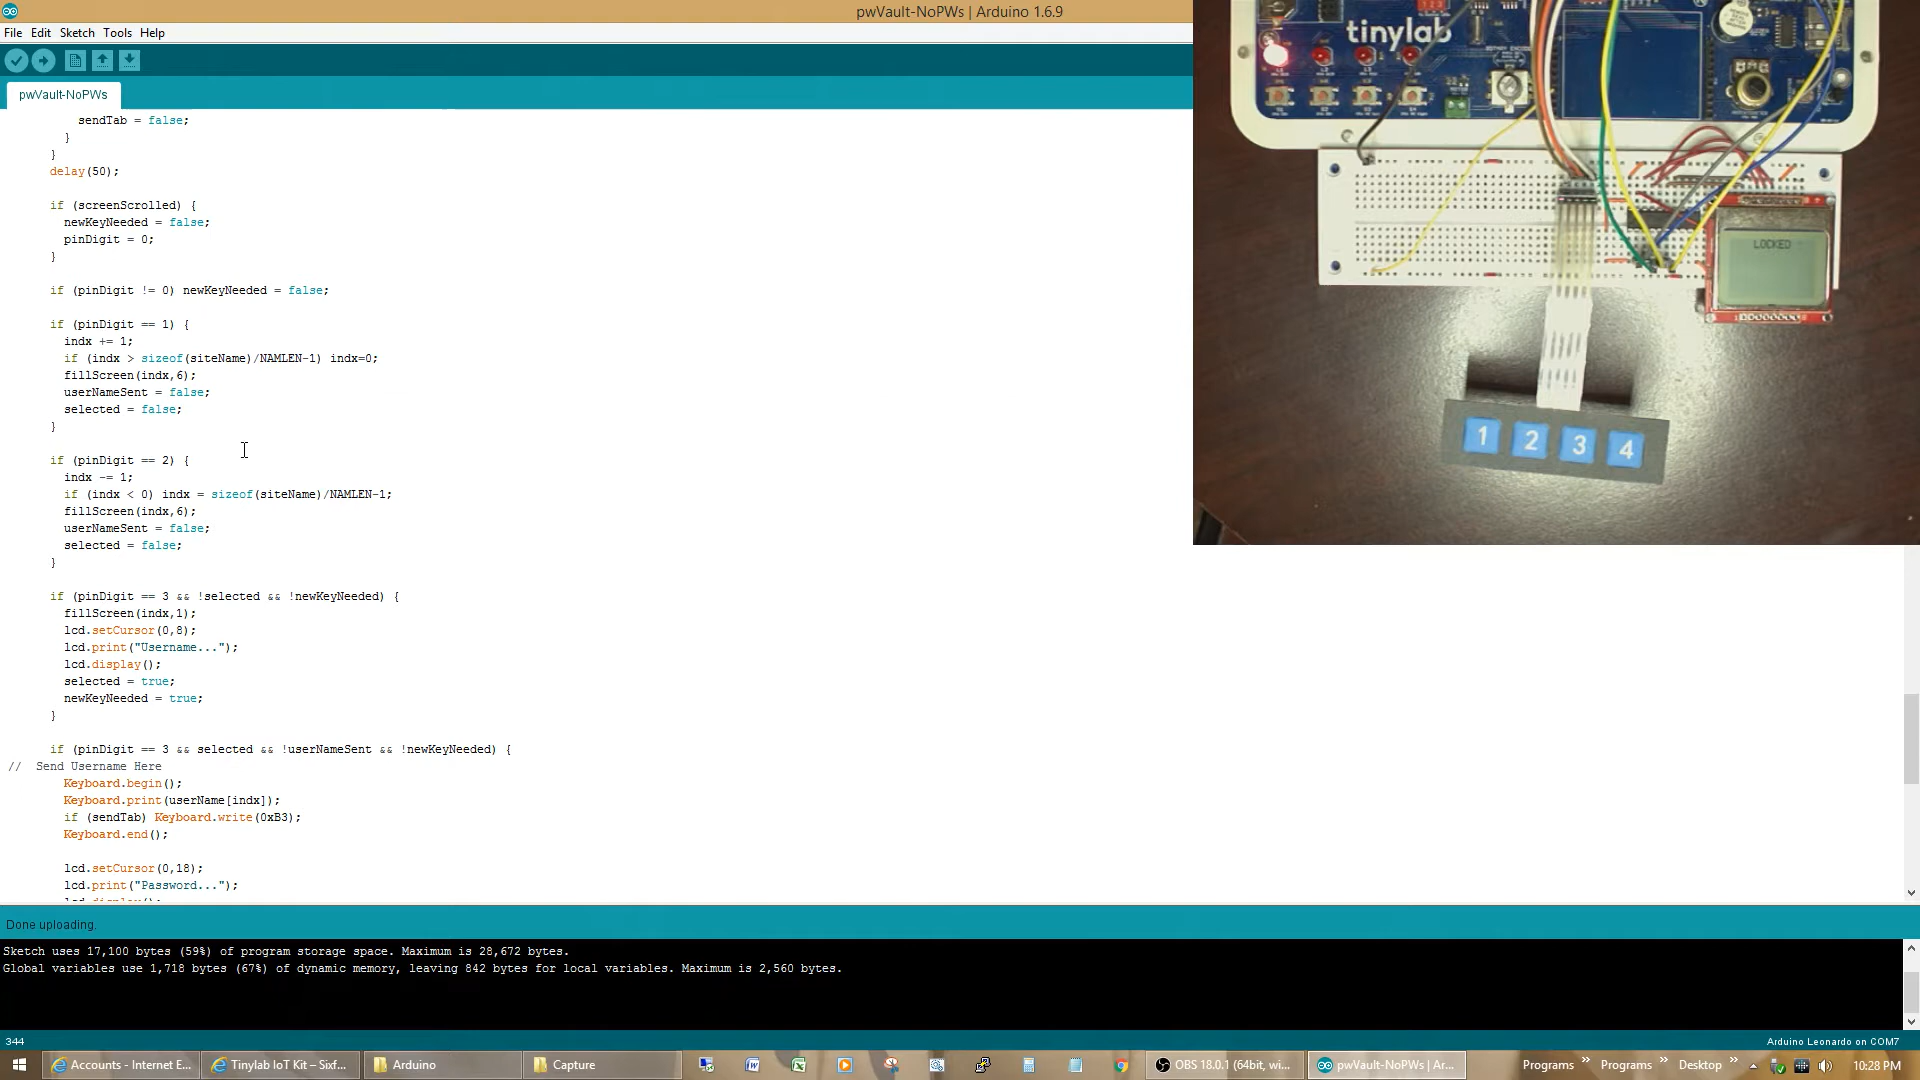 pwVault-NoPWs | Arduino 1.6.9
File Edit Sketch Tools Help
pwVault-NoPWs
sendTab = false;
}
}
delay(50);
if (screenScrolled) {
newKeyNeeded = false;
pinDigit = 0;
}
if (pinDigit != 0) newKeyNeeded = false;
if (pinDigit == 1) {
indx += 1;
if (indx > sizeof(siteName)/NAMLEN-1) indx=0;
fillScreen(indx,6);
userNameSent = false;
selected = false;
}
if (pinDigit == 2) {
indx -= 1;
if (indx < 0) indx = sizeof(siteName)/NAMLEN-1;
fillScreen(indx,6);
userNameSent = false;
selected = false;
}
if (pinDigit == 3 && !selected && !newKeyNeeded) {
fillScreen(indx,1);
lcd.setCursor(0,8);
lcd.print("Username...");
lcd.display();
selected = true;
newKeyNeeded = true;
}
if (pinDigit == 3 && selected && !userNameSent && !newKeyNeeded) {
// Send Username Here
Keyboard.begin();
Keyboard.print(userName[indx]);
if (sendTab) Keyboard.write(0xB3);
Keyboard.end();
lcd.setCursor(0,18);
lcd.print("Password...");
tinylab
LOCKED
1 2 3 4
Done uploading.
Sketch uses 17,100 bytes (59%) of program storage space. Maximum is 28,672 bytes.
Global variables use 1,718 bytes (67%) of dynamic memory, leaving 842 bytes for local variables. Maximum is 2,560 bytes.
344
Arduino Leonardo on COM7
Accounts - Internet E...
Tinylab IoT Kit – Sixf...
Arduino
Capture
OBS 18.0.1 (64bit, wi...
pwVault-NoPWs | Ar...
Programs
Programs
Desktop
10:28 PM